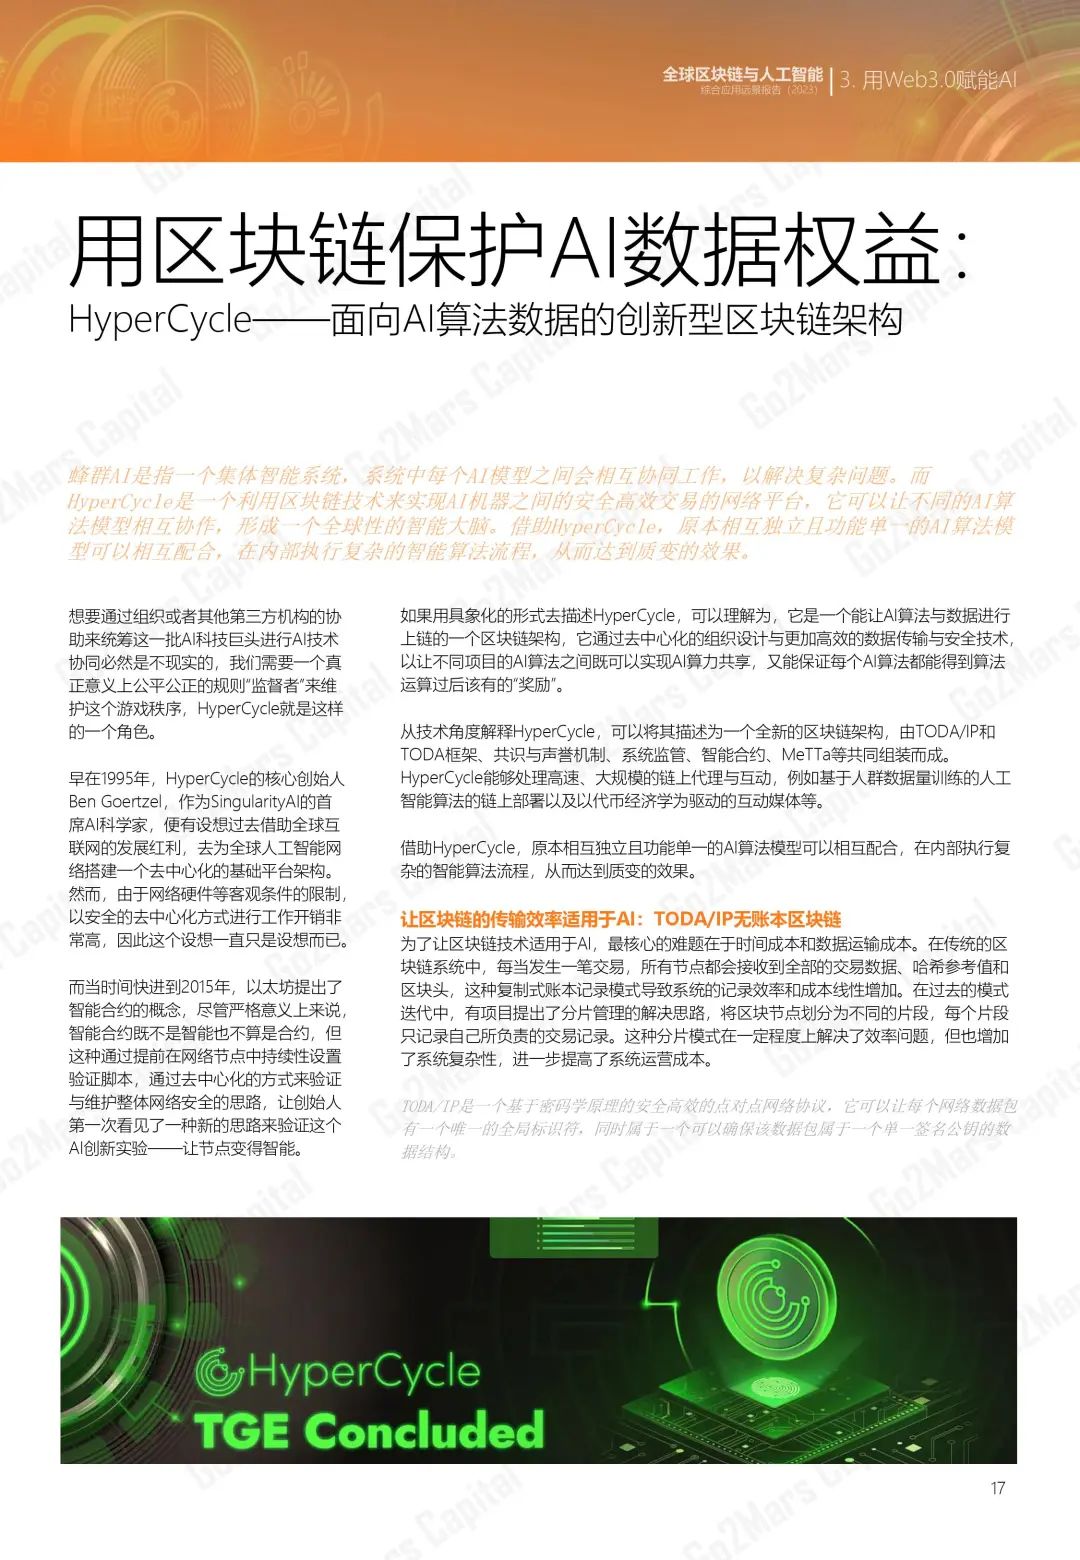 全球区块链与人工智能
综合应用远景报告（2023）
3. 用Web3.0赋能AI
用区块链保护AI数据权益：
HyperCycle——面向AI算法数据的创新型区块链架构
蜂群AI是指一个集体智能系统，系统中每个AI模型之间会相互协同工作，以解决复杂问题。而
HyperCycle是一个利用区块链技术来实现AI机器之间的安全高效交易的网络平台，它可以让不同的AI算
法模型相互协作，形成一个全球性的智能大脑。借助HyperCycle，原本相互独立且功能单一的AI算法模
型可以相互配合，在内部执行复杂的智能算法流程，从而达到质变的效果。
想要通过组织或者其他第三方机构的协
助来统筹这一批AI科技巨头进行AI技术
协同必然是不现实的，我们需要一个真
正意义上公平公正的规则“监督者”来维
护这个游戏秩序，HyperCycle就是这样
的一个角色。
早在1995年，HyperCycle的核心创始人
Ben Goertzel，作为SingularityAI的首
席AI科学家，便有设想过去借助全球互
联网的发展红利，去为全球人工智能网
络搭建一个去中心化的基础平台架构。
然而，由于网络硬件等客观条件的限制，
以安全的去中心化方式进行工作开销非
常高，因此这个设想一直只是设想而已。
而当时间快进到2015年，以太坊提出了
智能合约的概念，尽管严格意义上来说，
智能合约既不是智能也不算是合约，但
这种通过提前在网络节点中持续性设置
验证脚本，通过去中心化的方式来验证
与维护整体网络安全的思路，让创始人
第一次看见了一种新的思路来验证这个
AI创新实验——让节点变得智能。
如果用具象化的形式去描述HyperCycle，可以理解为，它是一个能让AI算法与数据进行
上链的一个区块链架构，它通过去中心化的组织设计与更加高效的数据传输与安全技术，
以让不同项目的AI算法之间既可以实现AI算力共享，又能保证每个AI算法都能得到算法
运算过后该有的“奖励”。
从技术角度解释HyperCycle，可以将其描述为一个全新的区块链架构，由TODA/IP和
TODA框架、共识与声誉机制、系统监管、智能合约、MeTTa等共同组装而成。
HyperCycle能够处理高速、大规模的链上代理与互动，例如基于人群数据量训练的人工
智能算法的链上部署以及以代币经济学为驱动的互动媒体等。
借助HyperCycle，原本相互独立且功能单一的AI算法模型可以相互配合，在内部执行复
杂的智能算法流程，从而达到质变的效果。
让区块链的传输效率适用于AI：TODA/IP无账本区块链
为了让区块链技术适用于AI，最核心的难题在于时间成本和数据运输成本。在传统的区
块链系统中，每当发生一笔交易，所有节点都会接收到全部的交易数据、哈希参考值和
区块头，这种复制式账本记录模式导致系统的记录效率和成本线性增加。在过去的模式
迭代中，有项目提出了分片管理的解决思路，将区块节点划分为不同的片段，每个片段
只记录自己所负责的交易记录。这种分片模式在一定程度上解决了效率问题，但也增加
了系统复杂性，进一步提高了系统运营成本。
TODA/IP是一个基于密码学原理的安全高效的点对点网络协议，它可以让每个网络数据包
有一个唯一的全局标识符，同时属于一个可以确保该数据包属于一个单一签名公钥的数
据结构。
HyperCycle
TGE Concluded
17
Go2Mars Capital